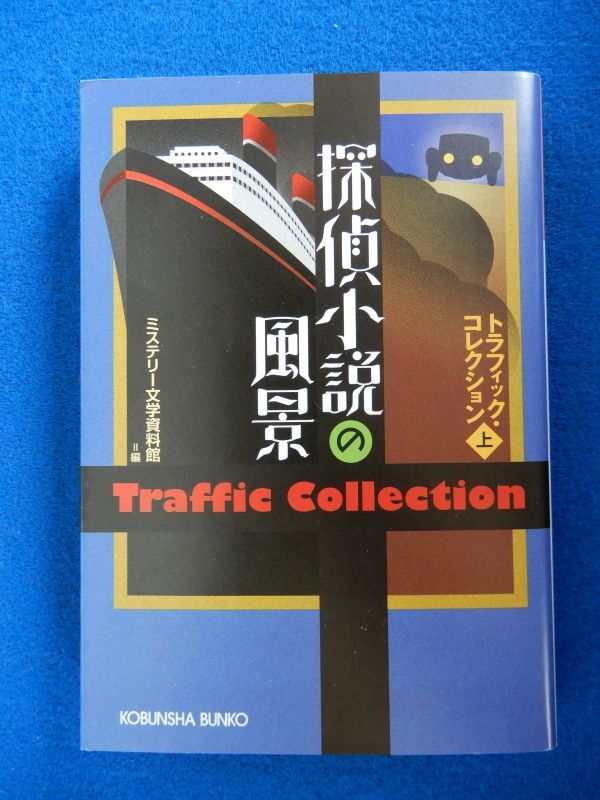 探偵小説の
風景
トラフィック・
コレクション 上
ミステリー文学資料館
=編
Traffic Collection
KOBUNSHA BUNKO